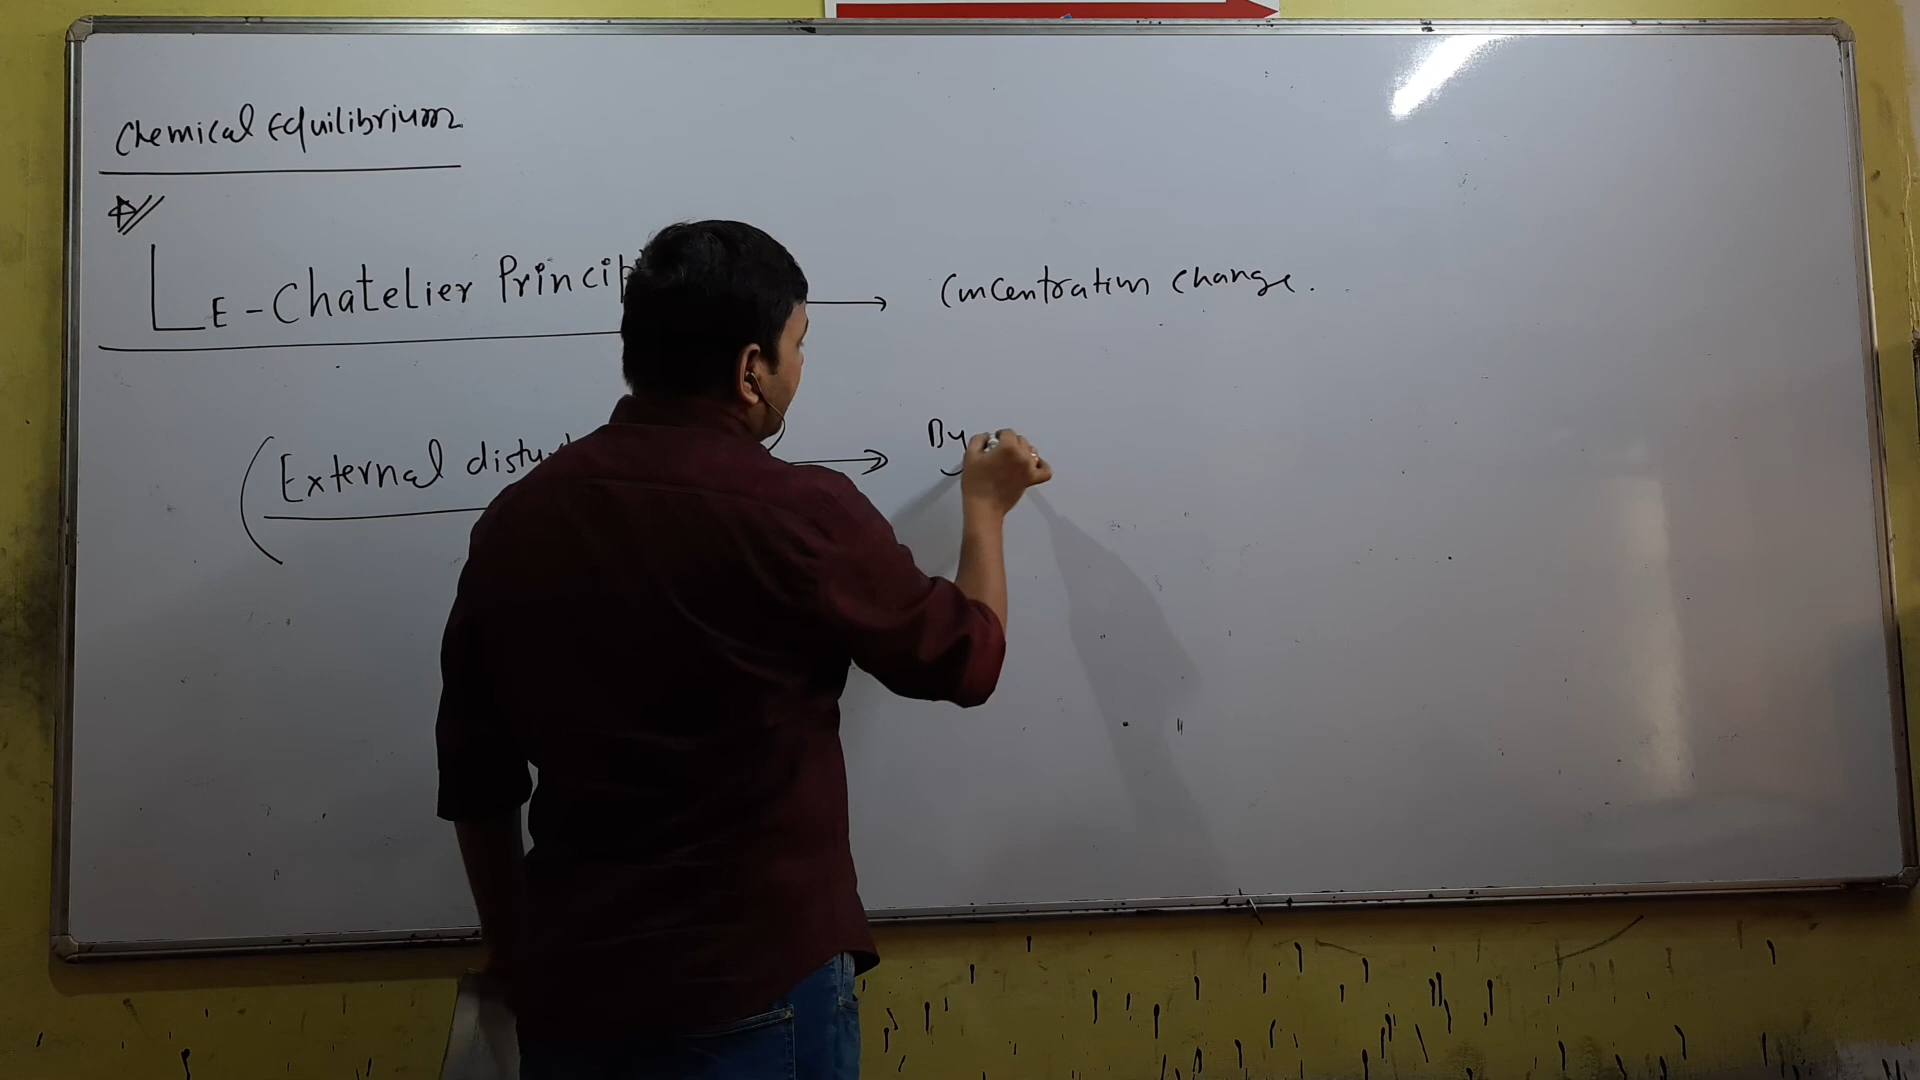 Chemical Equilibrium
LE-Chatelier Princip → Concentration change.
(External distu → By